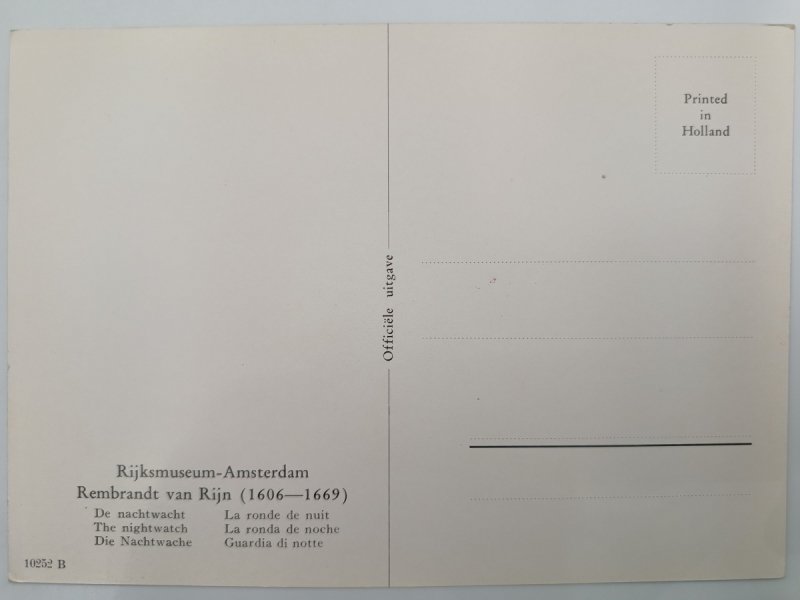 Printed
in
Holland
Officiële uitgave
Rijksmuseum-Amsterdam
Rembrandt van Rijn (1606—1669)
De nachtwacht La ronde de nuit
The nightwatch La ronda de noche
Die Nachtwache Guardia di notte
10252 B